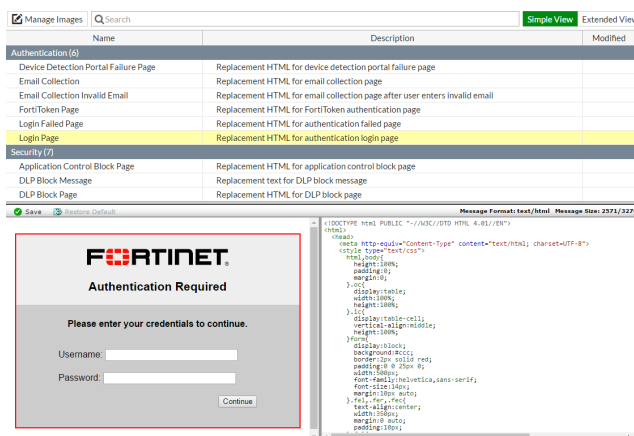 Manage Images Search Simple View Extended View
Name Description Modified
Authentication (6)
Device Detection Portal Failure Page Replacement HTML for device detection portal failure page
Email Collection Replacement HTML for email collection page
Email Collection Invalid Email Replacement HTML for email collection page after user enters invalid email
FortiToken Page Replacement HTML for FortiToken authentication page
Login Failed Page Replacement HTML for authentication failed page
Login Page Replacement HTML for authentication login page
Security (7)
Application Control Block Page Replacement HTML for application control block page
DLP Block Message Replacement text for DLP block message
DLP Block Page Replacement HTML for DLP block page
Save Restore Default Message Format: text/html Message Size: 2571/327
FORTINET
Authentication Required
Please enter your credentials to continue.
Username:
Password:
Continue
<!DOCTYPE html PUBLIC "-//W3C//DTD HTML 4.01//EN">
<html>
<head>
<meta http-equiv="Content-Type" content="text/html; charset=UTF-8">
<style type="text/css">
html,body{
height:100%;
padding:0;
margin:0;
}.oc{
display:table;
width:100%;
height:100%;
}.ic{
display:table-cell;
vertical-align:middle;
height:100%;
}form{
display:block;
background:#ccc;
border:2px solid red;
padding:0 0 25px 0;
width:500px;
font-family:helvetica,sans-serif;
font-size:14px;
margin:10px auto;
}.fel,.fer,.fec{
text-align:center;
width:350px;
margin:0 auto;
padding:10px;